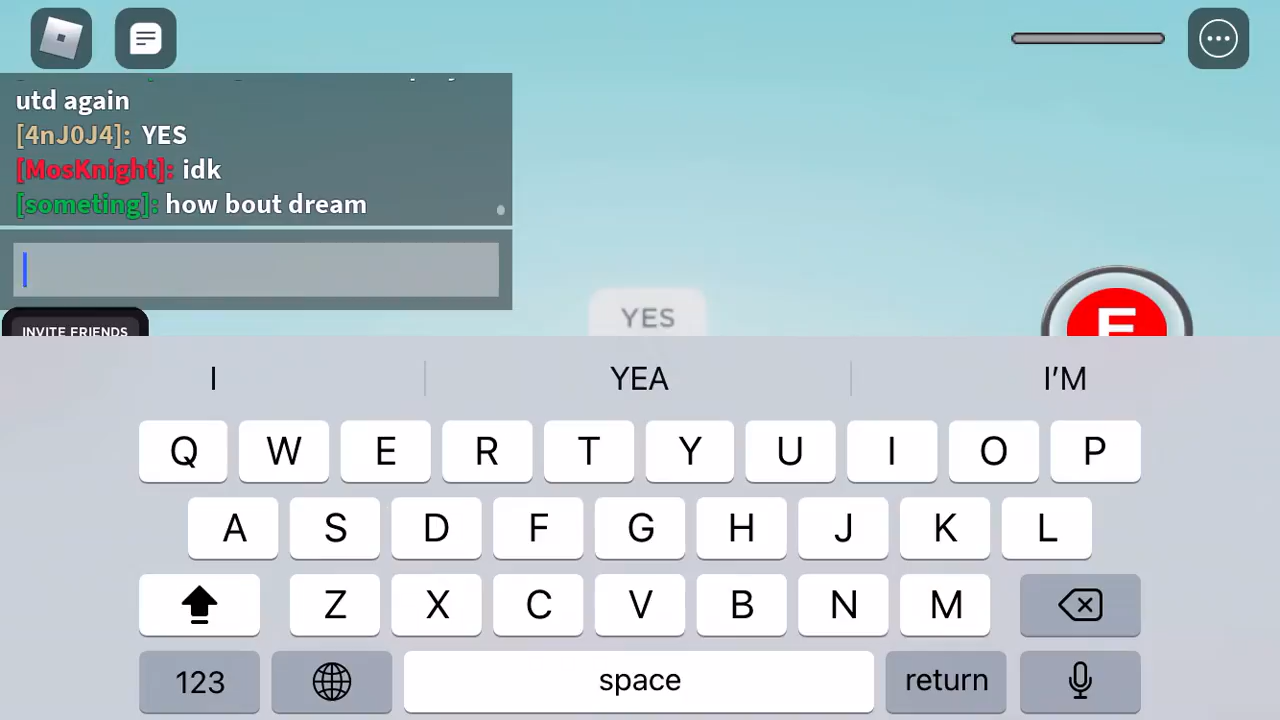 utd again
[4nJ0J4]: YES
[MosKnight]: idk
[someting]: how bout dream
INVITE FRIENDS
YES
E
I YEA I'M
Q W E R T Y U I O P
A S D F G H J K L
Z X C V B N M
123 space return